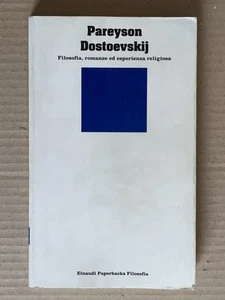 Pareyson
Dostoevskij
Filosofia, romanzo ed esperienza religiosa
Einaudi Paperbacks Filosofia